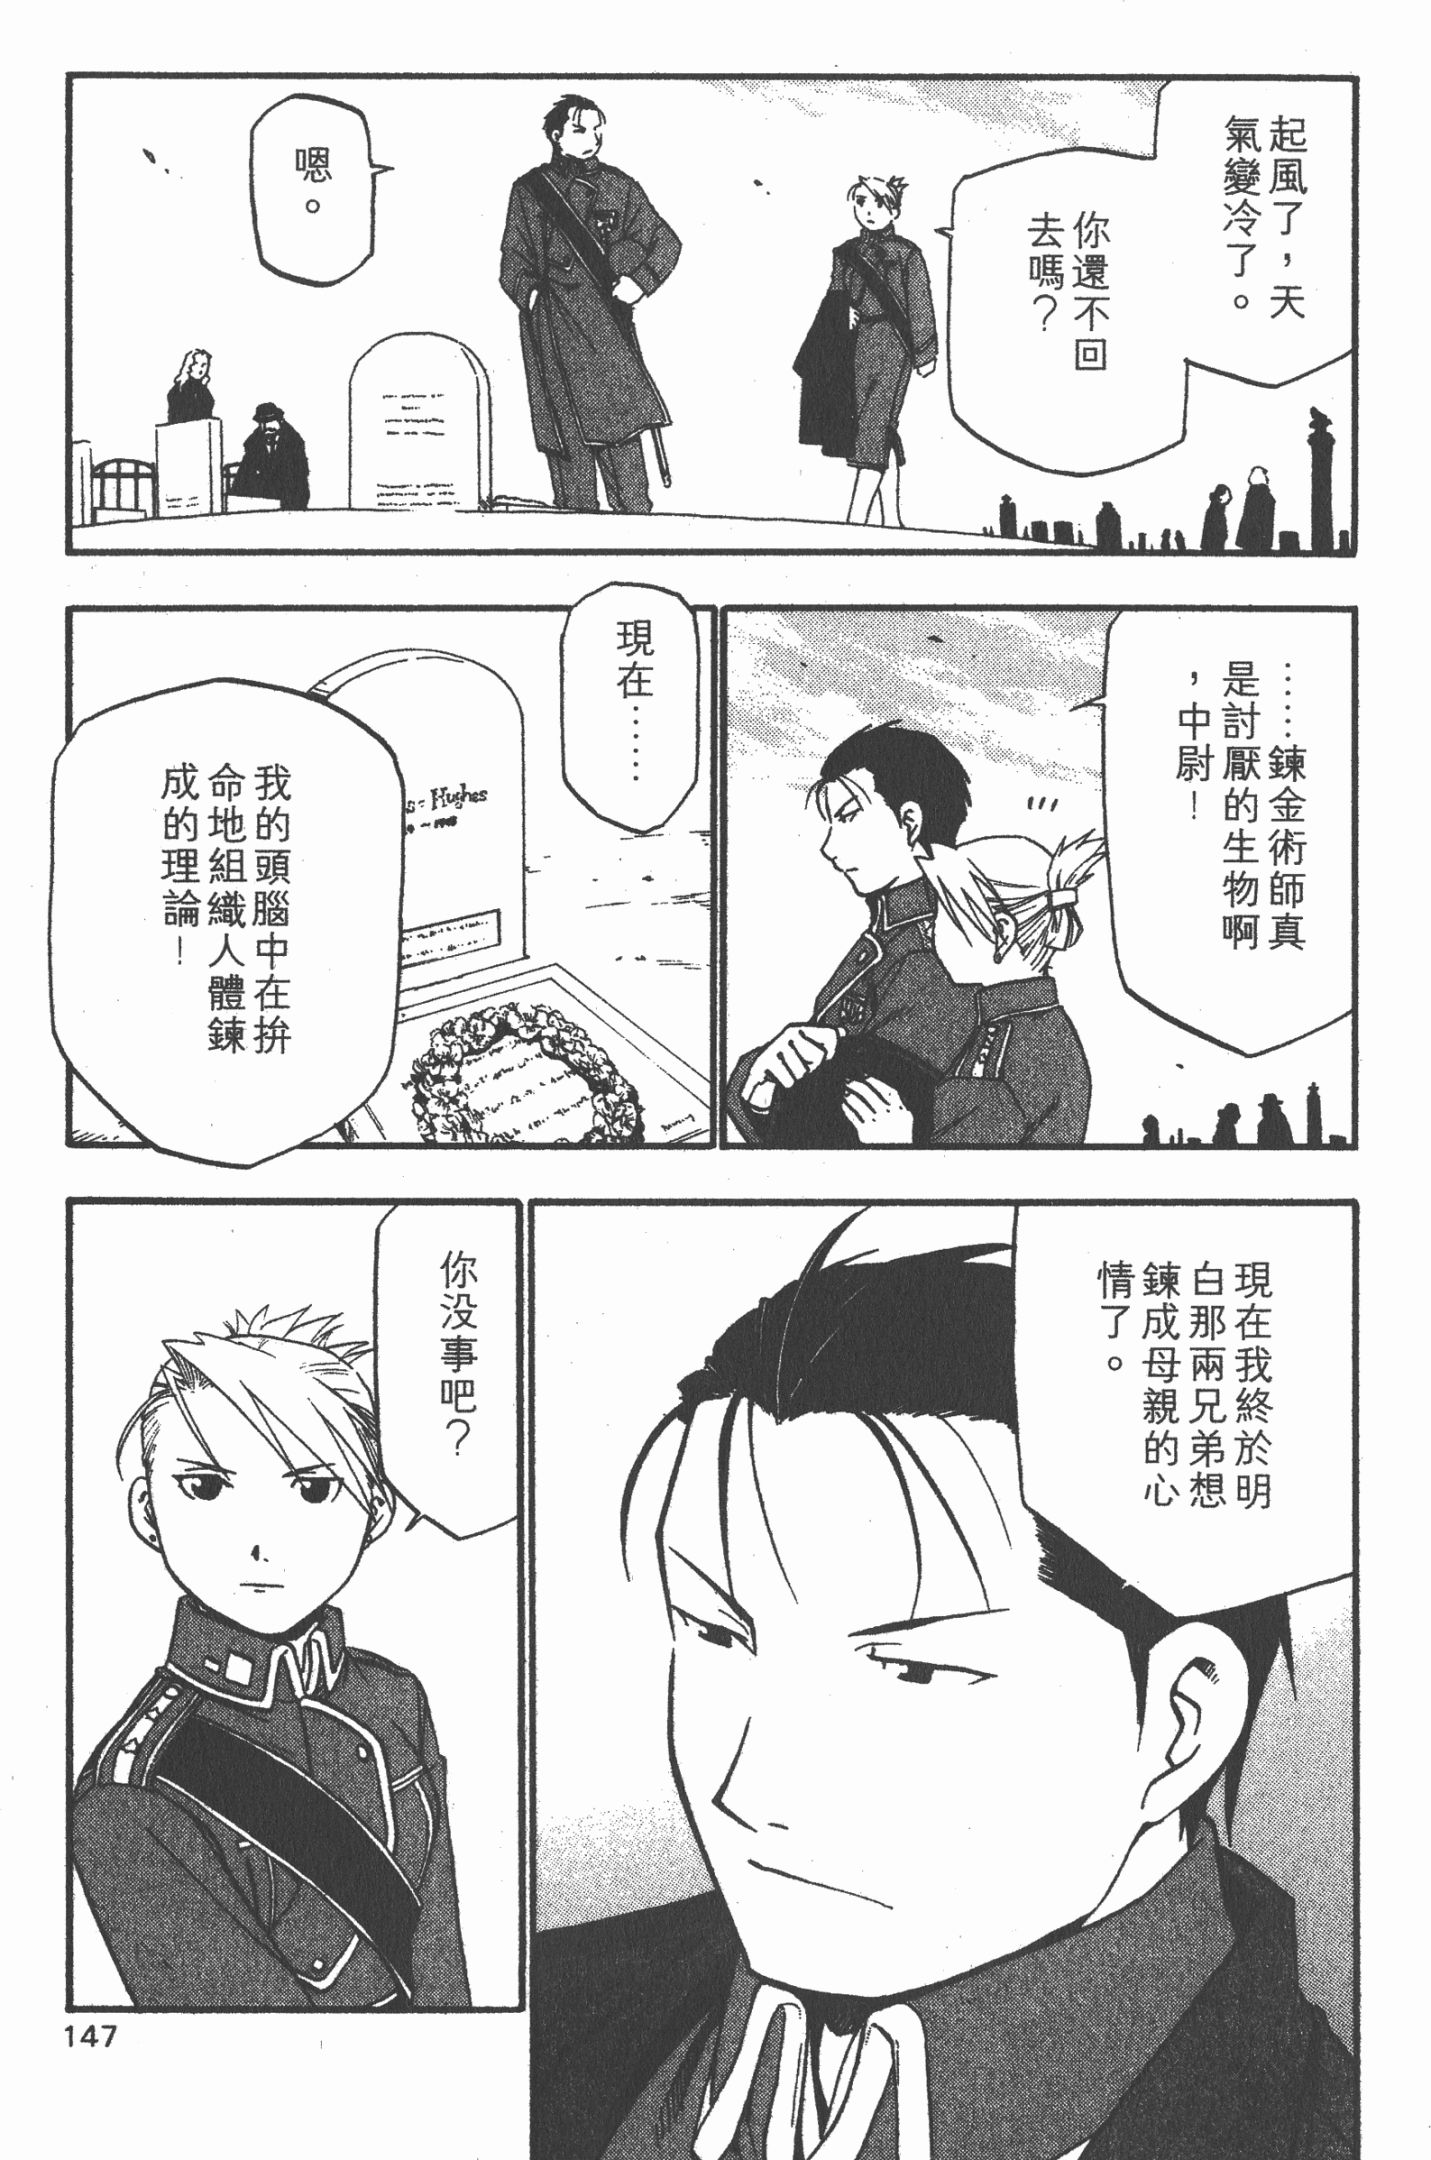 起風了，天
氣變冷了。
你還不回
去嗎？
嗯。
……鍊金術師真
是討厭的生物啊
，中尉！
現在……
我的頭腦中在拚
命地組織人體鍊
成的理論！
Hughes
現在我終於明
白那兩兄弟想
鍊成母親的心
情了。
你没事吧？
147